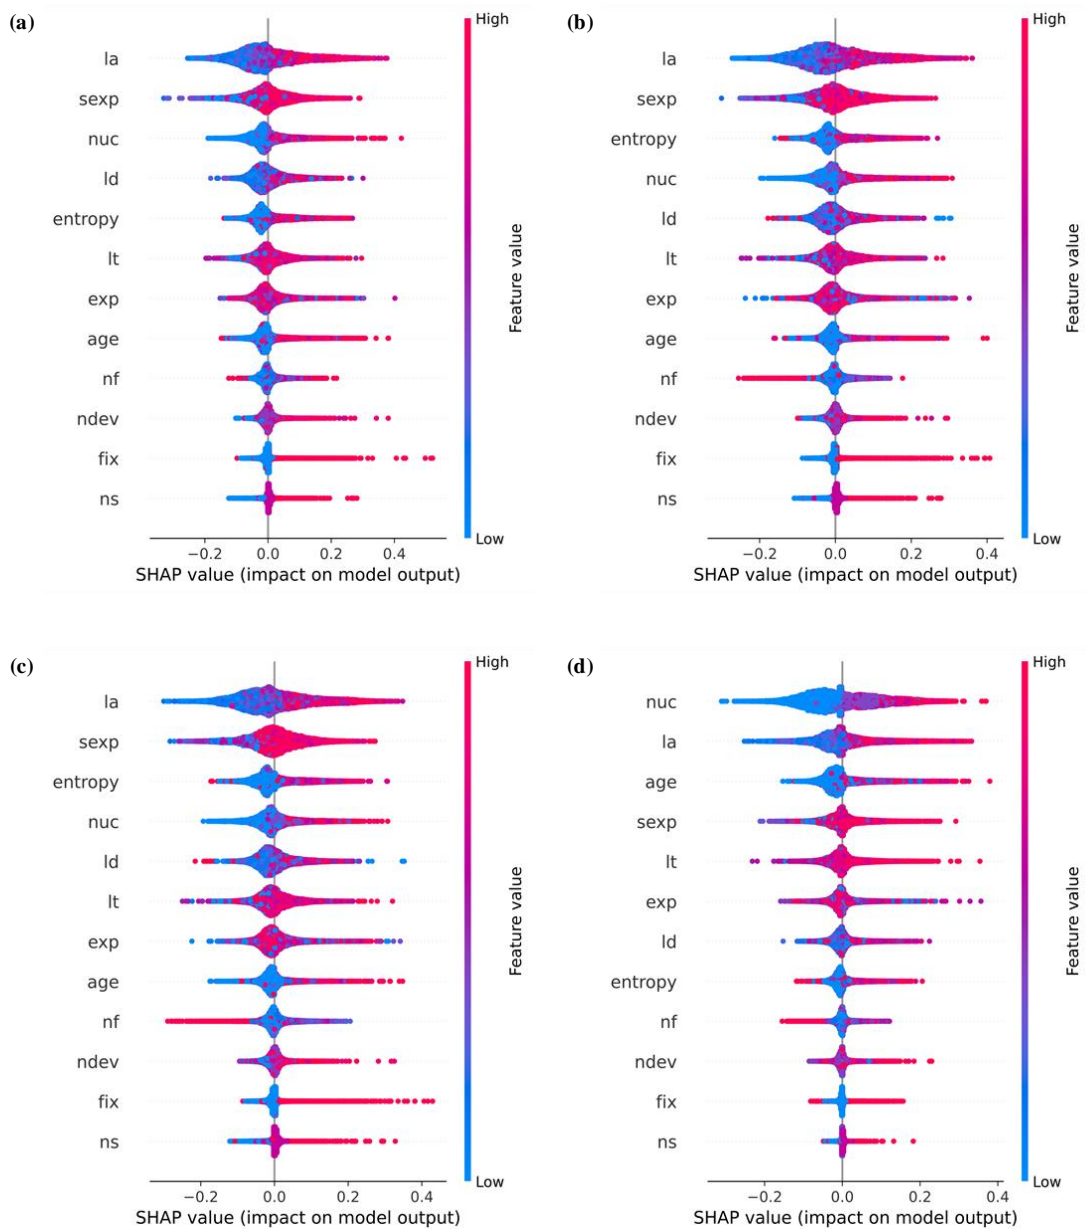 (a)
High
la
sexp
nuc
ld
entropy
lt
exp
age
nf
ndev
fix
ns
Feature value
Low
−0.2 0.0 0.2 0.4
SHAP value (impact on model output)
(b)
High
la
sexp
entropy
nuc
ld
lt
exp
age
nf
ndev
fix
ns
Feature value
Low
−0.2 0.0 0.2 0.4
SHAP value (impact on model output)
(c)
High
la
sexp
entropy
nuc
ld
lt
exp
age
nf
ndev
fix
ns
Feature value
Low
−0.2 0.0 0.2 0.4
SHAP value (impact on model output)
(d)
High
nuc
la
age
sexp
lt
exp
ld
entropy
nf
ndev
fix
ns
Feature value
Low
−0.2 0.0 0.2 0.4
SHAP value (impact on model output)